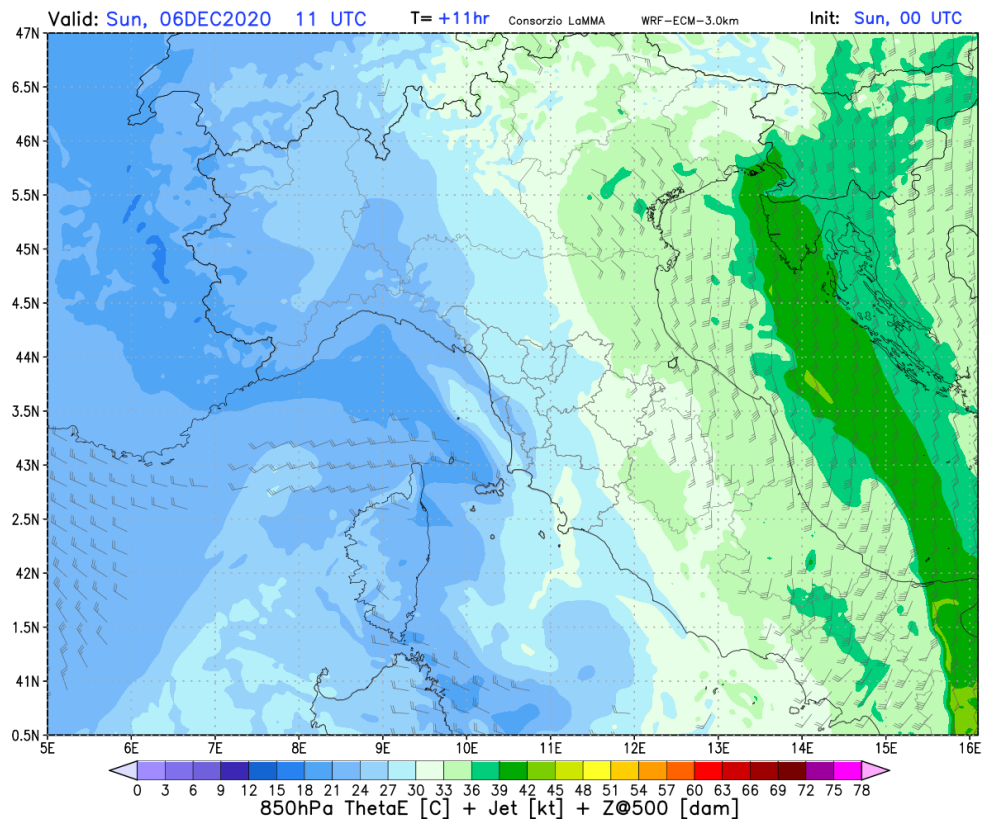 Valid: Sun, 06DEC2020 11 UTC T= +11hr Consorzio LaMMA WRF-ECM-3.0km Init: Sun, 00 UTC
47N
6.5N
46N
5.5N
45N
4.5N
44N
3.5N
43N
2.5N
42N
1.5N
41N
0.5N
5E 6E 7E 8E 9E 10E 11E 12E 13E 14E 15E 16E
0 3 6 9 12 15 18 21 24 27 30 33 36 39 42 45 48 51 54 57 60 63 66 69 72 75 78
850hPa ThetaE [C] + Jet [kt] + Z@500 [dam]